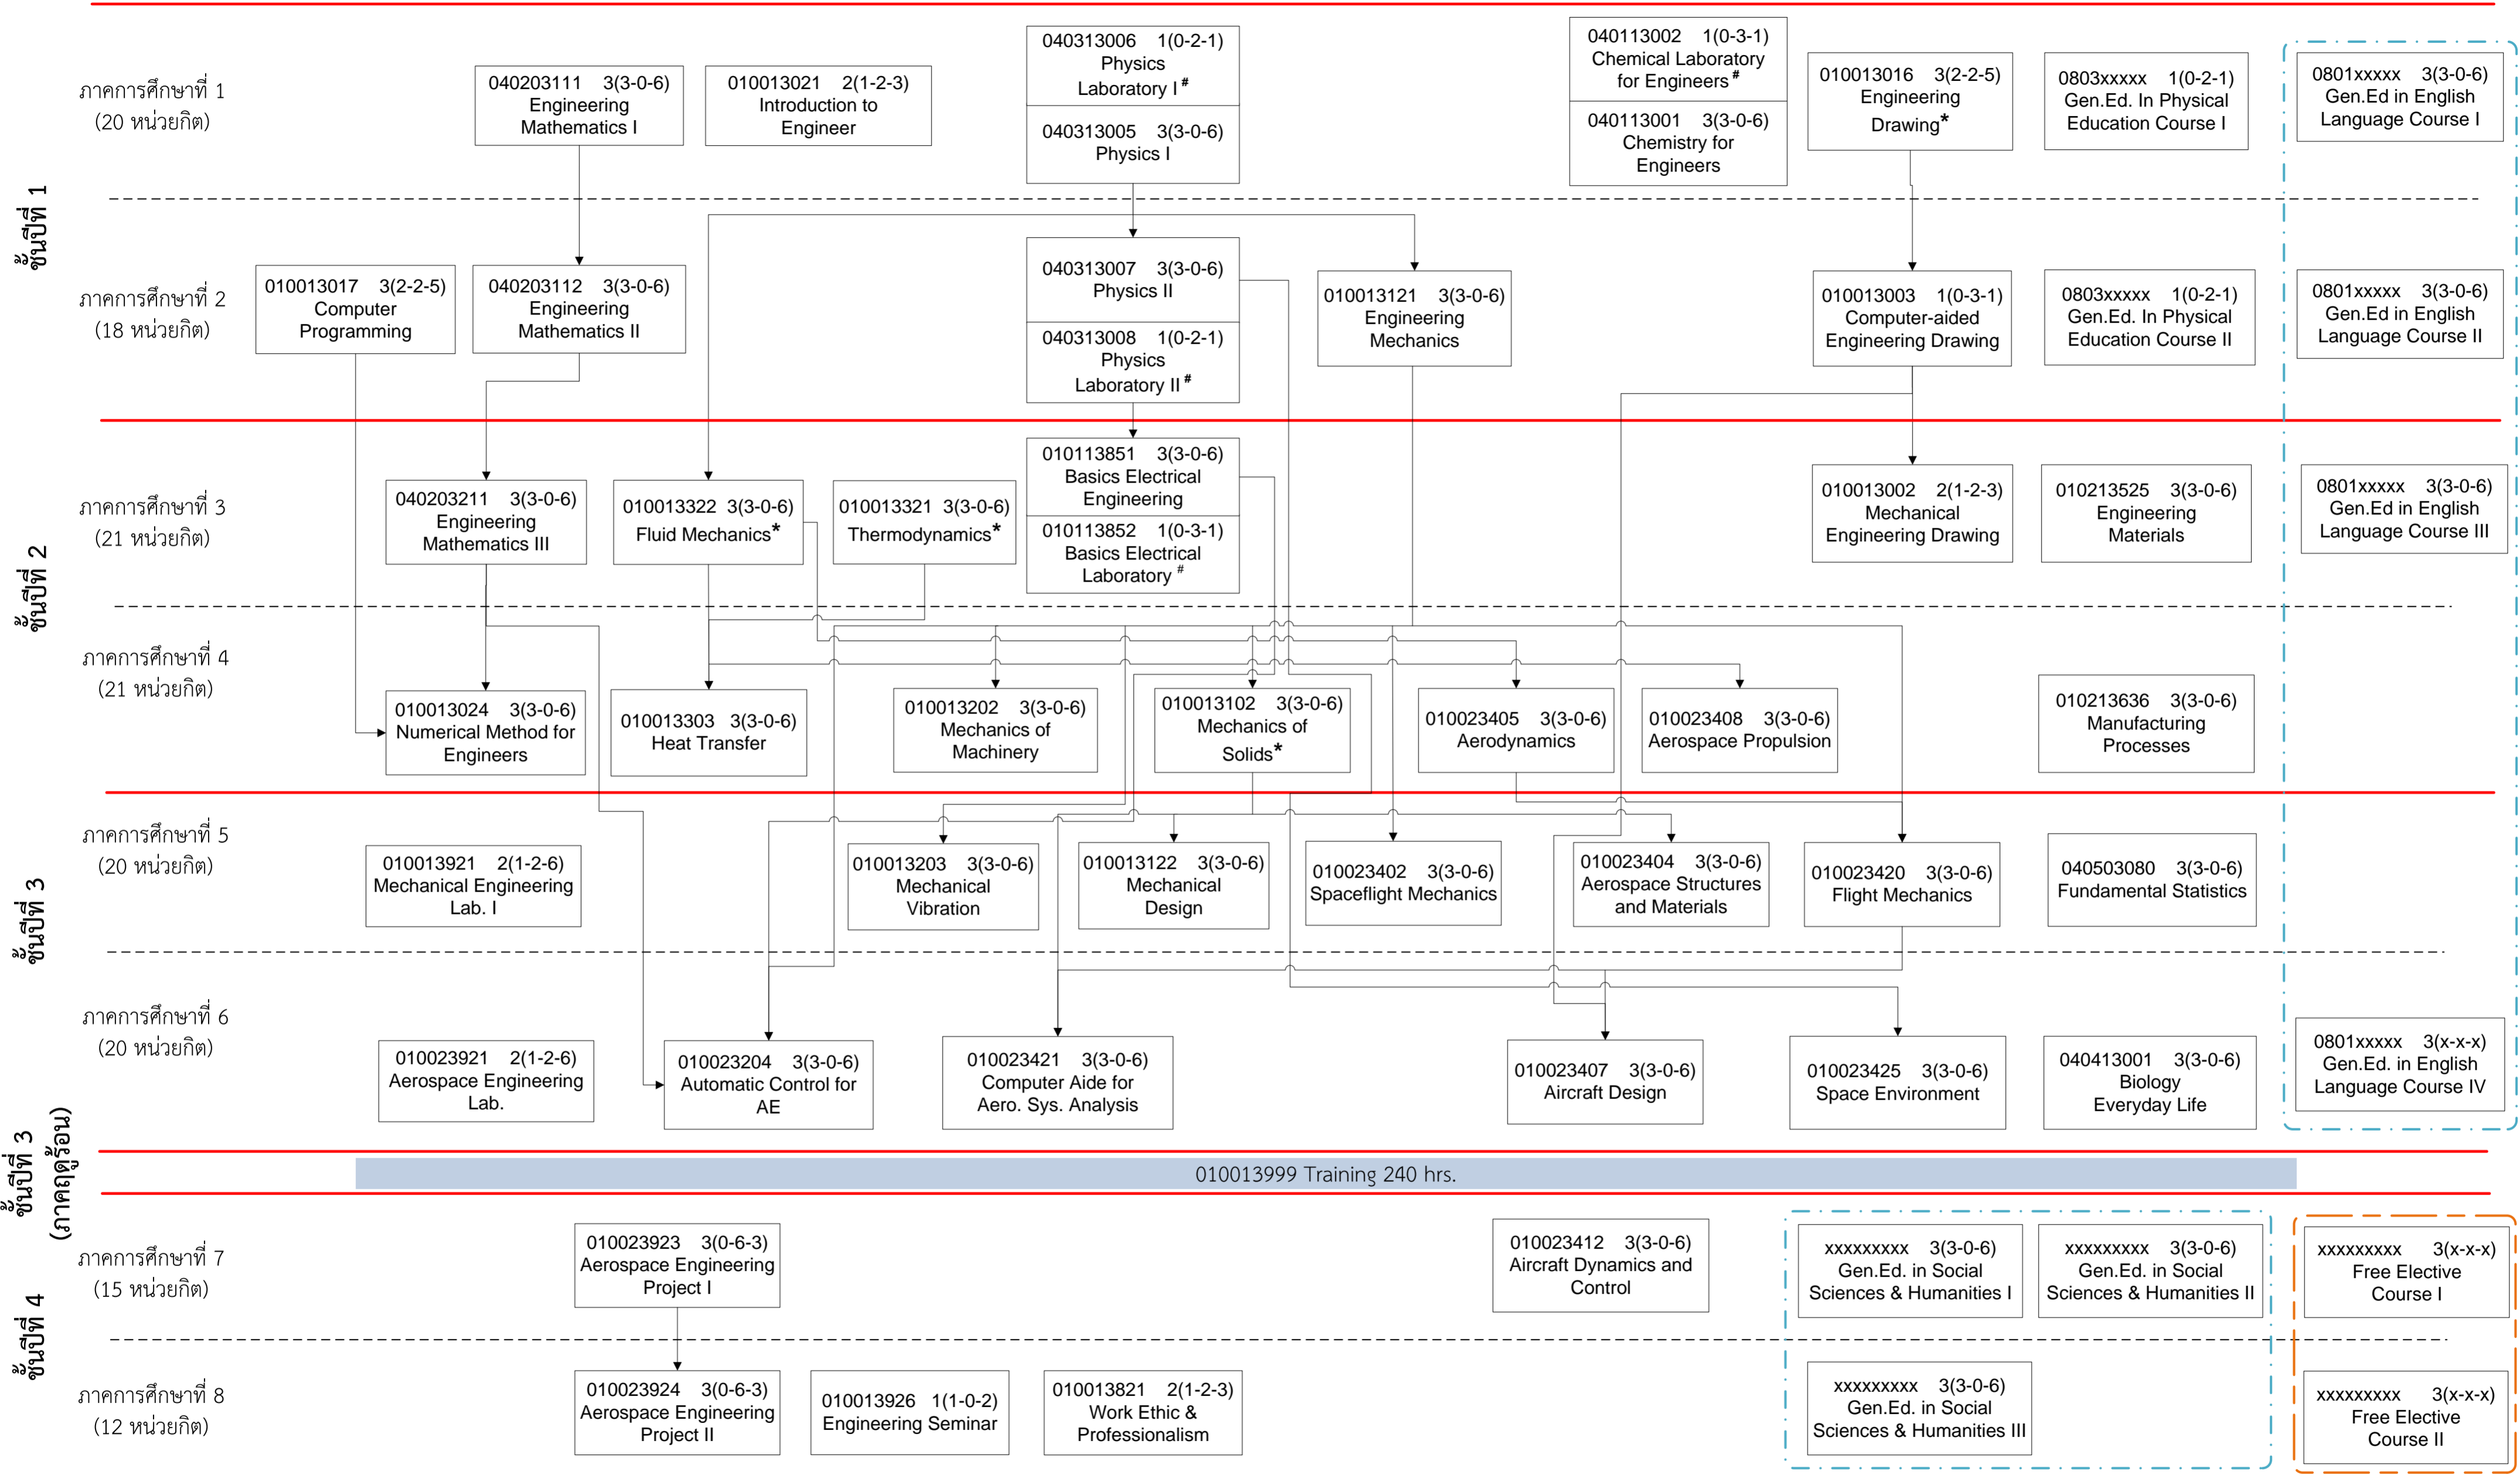 ชั้นปีที่ 1
ภาคการศึกษาที่ 1
(20 หน่วยกิต)
040203111 3(3-0-6)
Engineering
Mathematics I
010013021 2(1-2-3)
Introduction to
Engineer
040313006 1(0-2-1)
Physics
Laboratory I #
040313005 3(3-0-6)
Physics I
040113002 1(0-3-1)
Chemical Laboratory
for Engineers #
040113001 3(3-0-6)
Chemistry for
Engineers
010013016 3(2-2-5)
Engineering
Drawing*
0803xxxxx 1(0-2-1)
Gen.Ed. In Physical
Education Course I
0801xxxxx 3(3-0-6)
Gen.Ed in English
Language Course I
ภาคการศึกษาที่ 2
(18 หน่วยกิต)
010013017 3(2-2-5)
Computer
Programming
040203112 3(3-0-6)
Engineering
Mathematics II
040313007 3(3-0-6)
Physics II
040313008 1(0-2-1)
Physics
Laboratory II #
010013121 3(3-0-6)
Engineering
Mechanics
010013003 1(0-3-1)
Computer-aided
Engineering Drawing
0803xxxxx 1(0-2-1)
Gen.Ed. In Physical
Education Course II
0801xxxxx 3(3-0-6)
Gen.Ed in English
Language Course II
ชั้นปีที่ 2
ภาคการศึกษาที่ 3
(21 หน่วยกิต)
040203211 3(3-0-6)
Engineering
Mathematics III
010013322 3(3-0-6)
Fluid Mechanics*
010013321 3(3-0-6)
Thermodynamics*
010113851 3(3-0-6)
Basics Electrical
Engineering
010113852 1(0-3-1)
Basics Electrical
Laboratory #
010013002 2(1-2-3)
Mechanical
Engineering Drawing
010213525 3(3-0-6)
Engineering
Materials
0801xxxxx 3(3-0-6)
Gen.Ed in English
Language Course III
ภาคการศึกษาที่ 4
(21 หน่วยกิต)
010013024 3(3-0-6)
Numerical Method for
Engineers
010013303 3(3-0-6)
Heat Transfer
010013202 3(3-0-6)
Mechanics of
Machinery
010013102 3(3-0-6)
Mechanics of
Solids*
010023405 3(3-0-6)
Aerodynamics
010023408 3(3-0-6)
Aerospace Propulsion
010213636 3(3-0-6)
Manufacturing
Processes
ชั้นปีที่ 3
ภาคการศึกษาที่ 5
(20 หน่วยกิต)
010013921 2(1-2-6)
Mechanical Engineering
Lab. I
010013203 3(3-0-6)
Mechanical
Vibration
010013122 3(3-0-6)
Mechanical
Design
010023402 3(3-0-6)
Spaceflight Mechanics
010023404 3(3-0-6)
Aerospace Structures
and Materials
010023420 3(3-0-6)
Flight Mechanics
040503080 3(3-0-6)
Fundamental Statistics
ภาคการศึกษาที่ 6
(20 หน่วยกิต)
010023921 2(1-2-6)
Aerospace Engineering
Lab.
010023204 3(3-0-6)
Automatic Control for
AE
010023421 3(3-0-6)
Computer Aide for
Aero. Sys. Analysis
010023407 3(3-0-6)
Aircraft Design
010023425 3(3-0-6)
Space Environment
040413001 3(3-0-6)
Biology
Everyday Life
0801xxxxx 3(x-x-x)
Gen.Ed. in English
Language Course IV
ชั้นปีที่ 3
(ภาคฤดูร้อน)
010013999 Training 240 hrs.
ชั้นปีที่ 4
ภาคการศึกษาที่ 7
(15 หน่วยกิต)
010023923 3(0-6-3)
Aerospace Engineering
Project I
010023412 3(3-0-6)
Aircraft Dynamics and
Control
xxxxxxxxx 3(3-0-6)
Gen.Ed. in Social
Sciences & Humanities I
xxxxxxxxx 3(3-0-6)
Gen.Ed. in Social
Sciences & Humanities II
xxxxxxxxx 3(x-x-x)
Free Elective
Course I
ภาคการศึกษาที่ 8
(12 หน่วยกิต)
010023924 3(0-6-3)
Aerospace Engineering
Project II
010013926 1(1-0-2)
Engineering Seminar
010013821 2(1-2-3)
Work Ethic &
Professionalism
xxxxxxxxx 3(3-0-6)
Gen.Ed. in Social
Sciences & Humanities III
xxxxxxxxx 3(x-x-x)
Free Elective
Course II